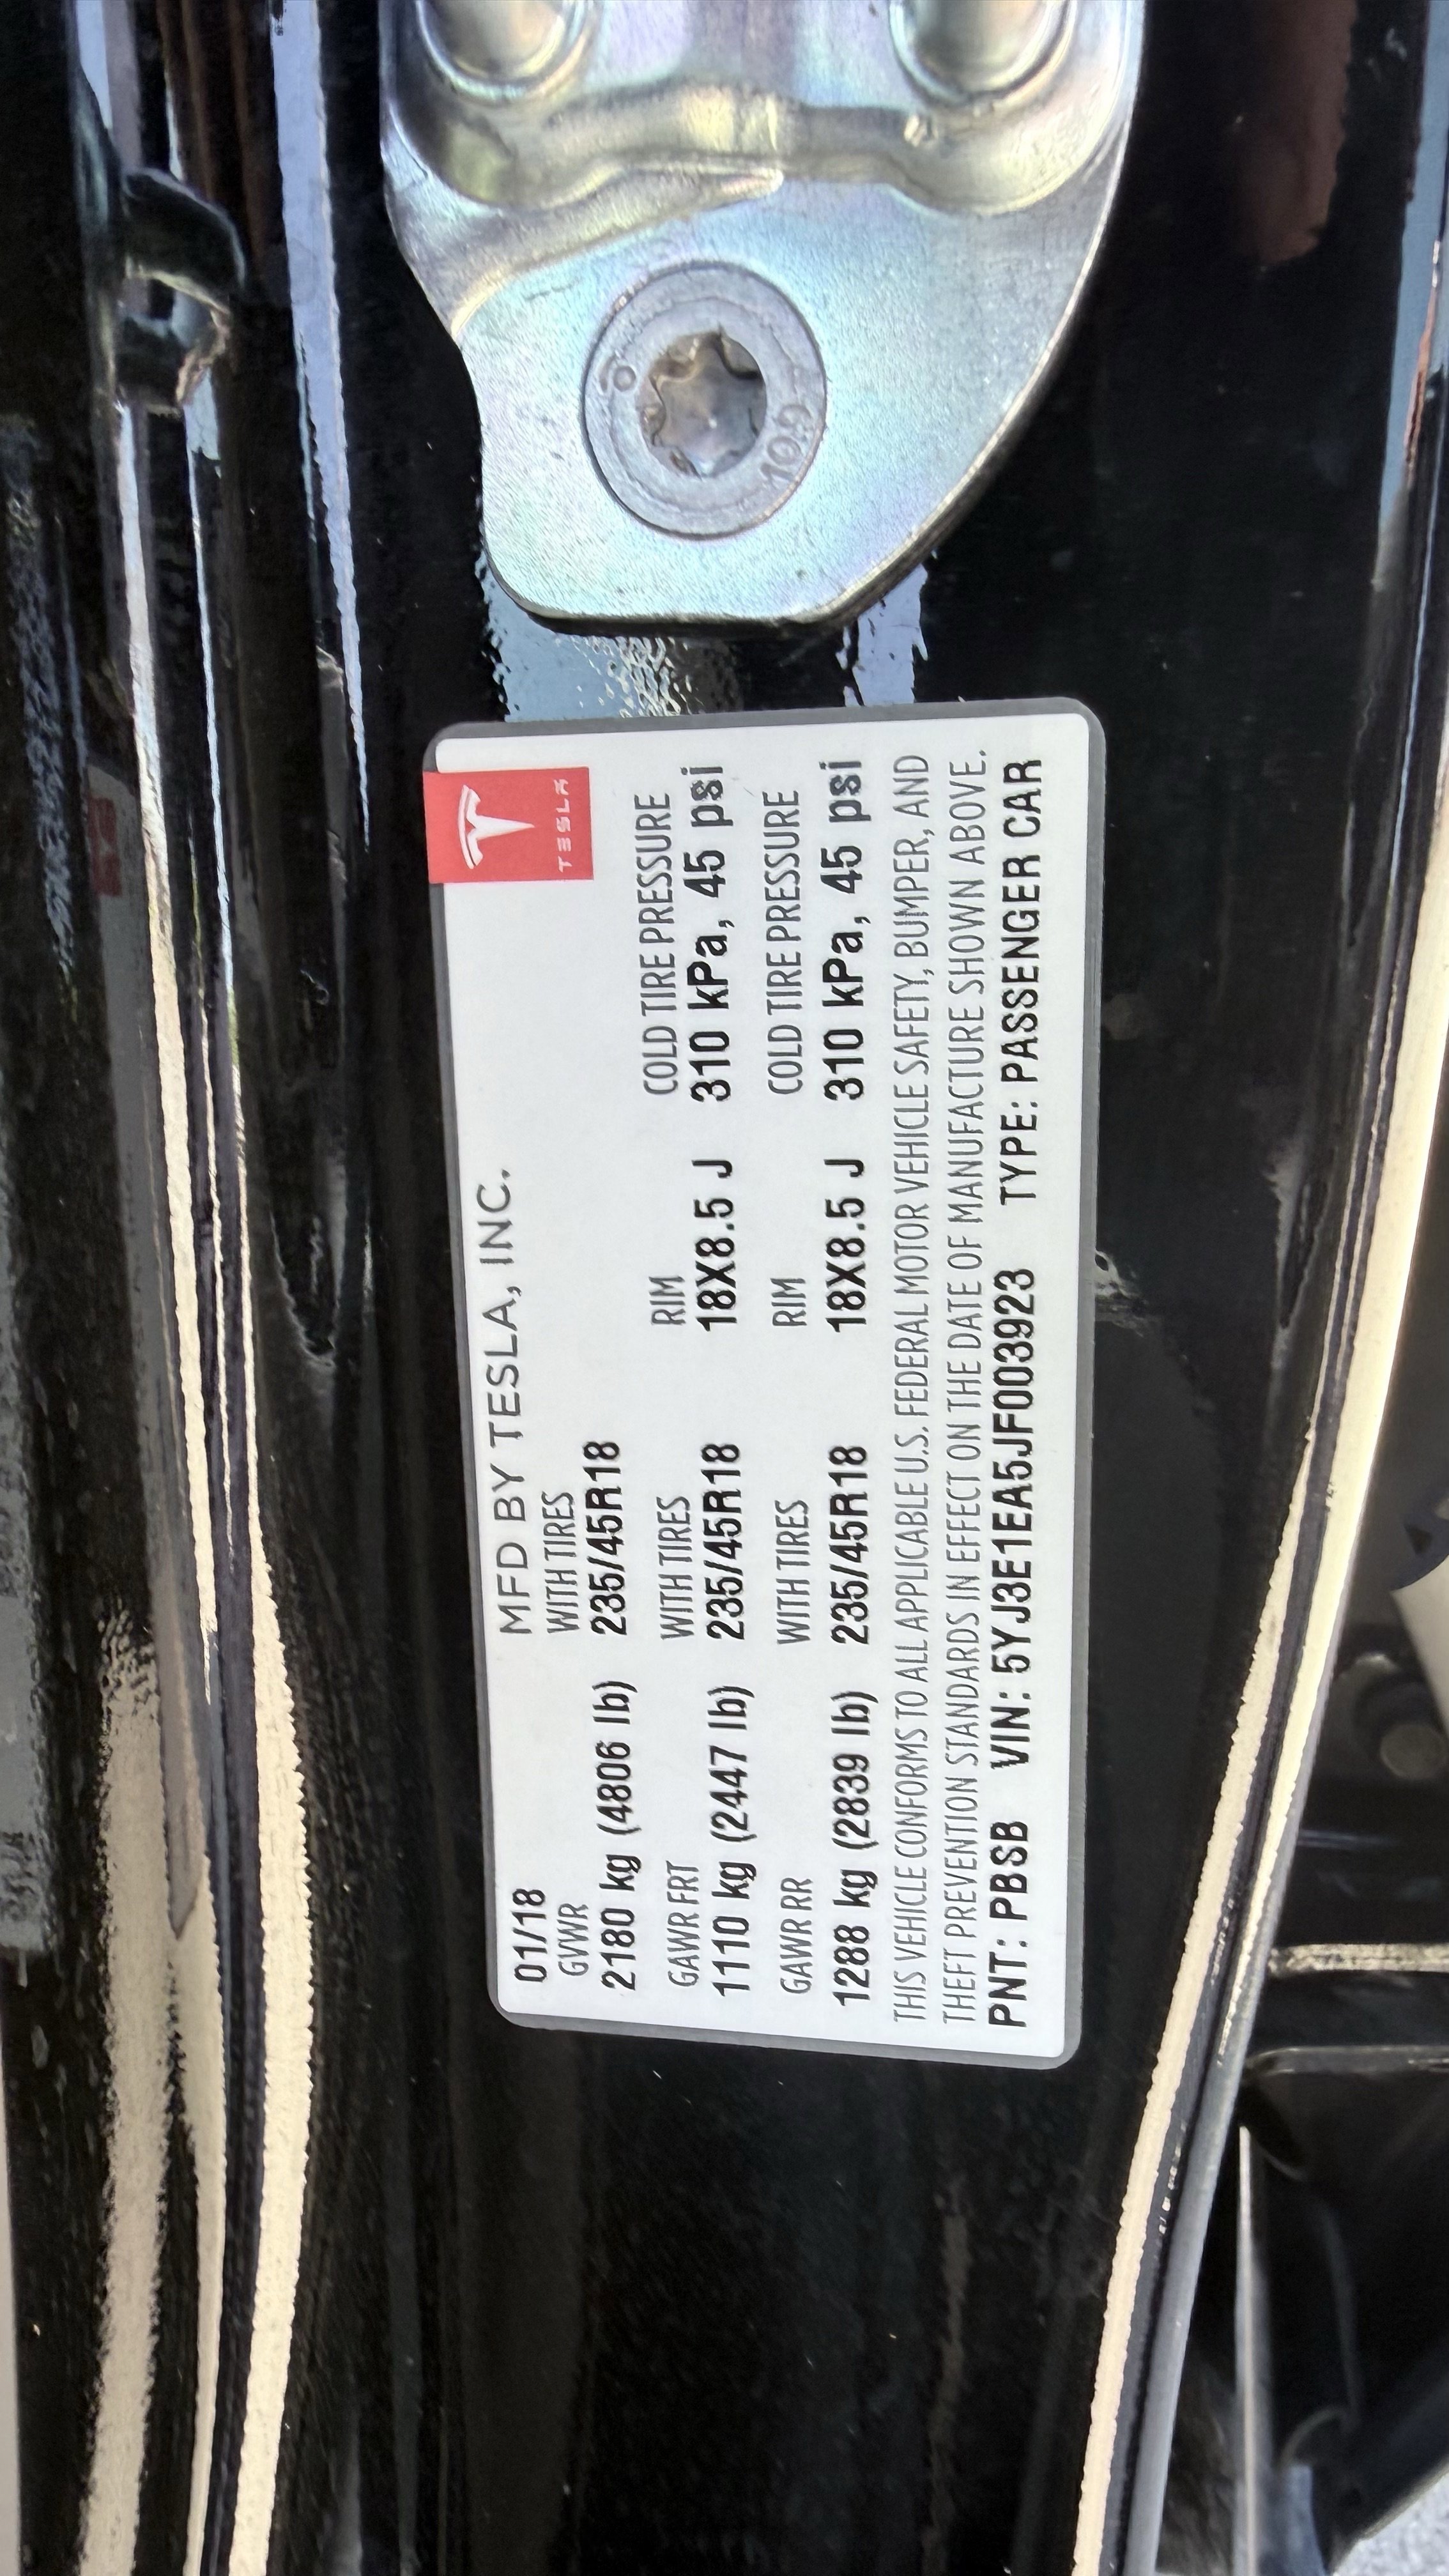 TESLA
MFD BY TESLA, INC.
01/18
GVWR WITH TIRES
2180 kg (4806 lb) 235/45R18
GAWR FRT WITH TIRES RIM COLD TIRE PRESSURE
1110 kg (2447 lb) 235/45R18 18X8.5 J 310 kPa, 45 psi
GAWR RR WITH TIRES RIM COLD TIRE PRESSURE
1288 kg (2839 lb) 235/45R18 18X8.5 J 310 kPa, 45 psi
THIS VEHICLE CONFORMS TO ALL APPLICABLE U.S. FEDERAL MOTOR VEHICLE SAFETY, BUMPER, AND
THEFT PREVENTION STANDARDS IN EFFECT ON THE DATE OF MANUFACTURE SHOWN ABOVE.
PNT: PBSB VIN: 5YJ3E1EA5JF003923 TYPE: PASSENGER CAR